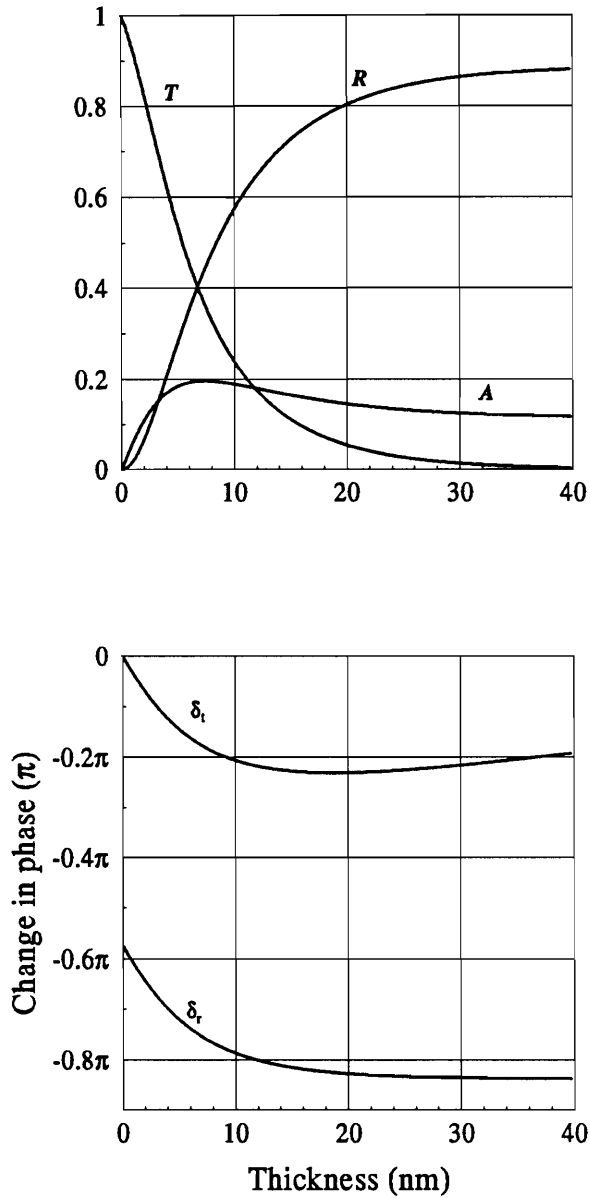 1
0.8
0.6
0.4
0.2
0
T
R
A
0 10 20 30 40
0
-0.2π
-0.4π
-0.6π
-0.8π
Change in phase (π)
δt
δr
0 10 20 30 40
Thickness (nm)